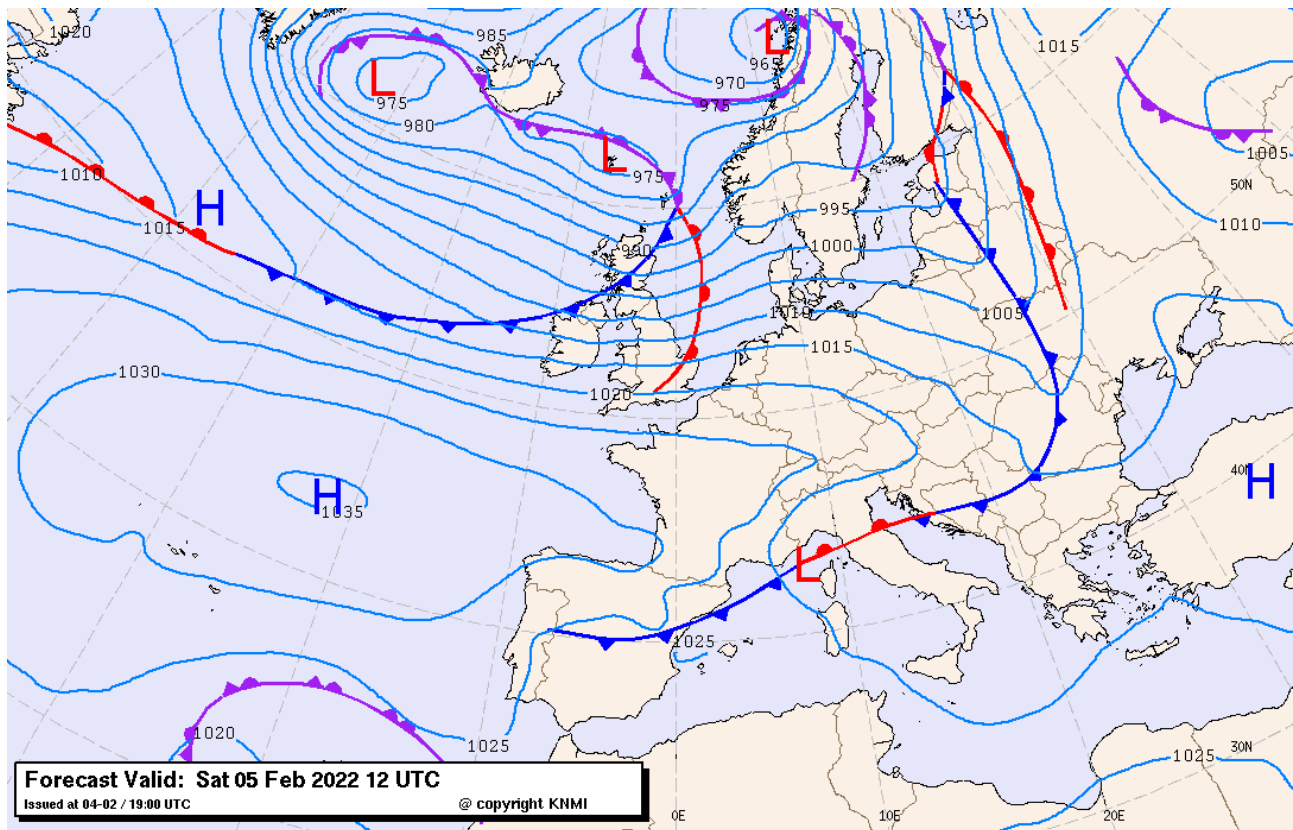 1020
985
L
975
980
L
965
970
975
1015
1005
50N
1010
L
975
1010
H
1015
990
995
1000
1005
1010
1015
1030
1020
H
1035
40N
H
L
1025
1020
1025
1025
30N
Forecast Valid: Sat 05 Feb 2022 12 UTC
Issued at 04-02 / 19:00 UTC
@ copyright KNMI
0E
10E
20E